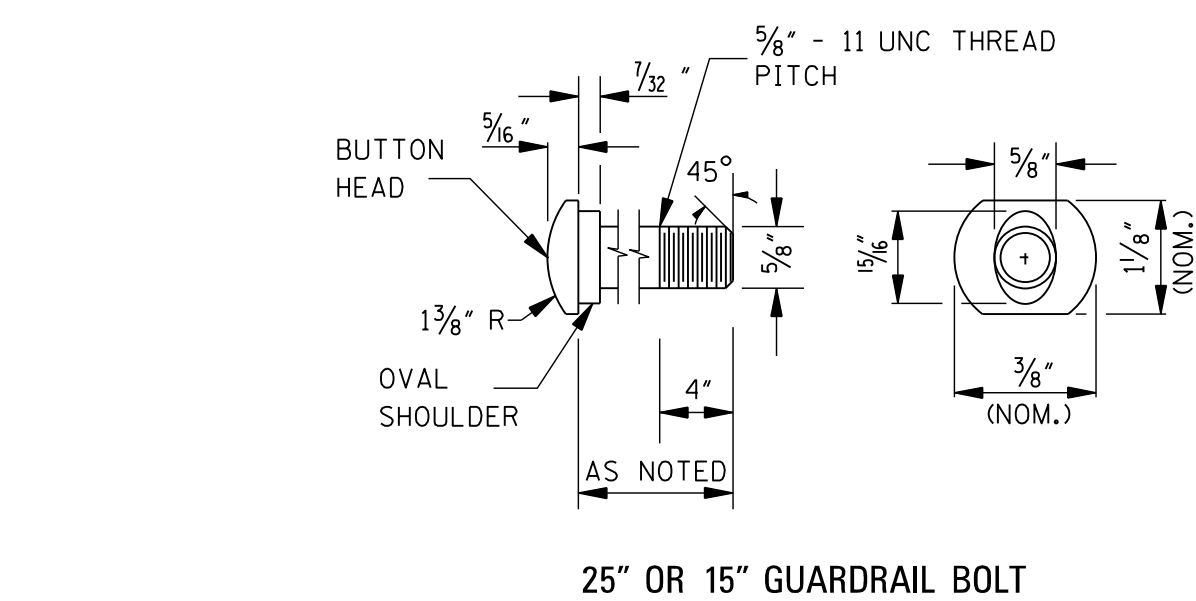 5/8" - 11 UNC THREAD
PITCH
7/32 "
5/16 "
BUTTON
HEAD
45°
5/8"
1 3/8" R
OVAL
SHOULDER
4"
AS NOTED
5/8"
15/16
1 1/8"
(NOM.)
3/8"
(NOM.)
25" OR 15" GUARDRAIL BOLT